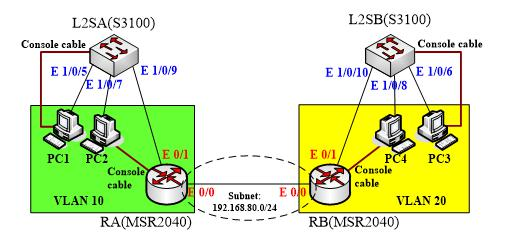 L2SA(S3100)
L2SB(S3100)
Console cable
Console cable
E 1/0/5
E 1/0/7
E 1/0/9
E 1/0/10
E 1/0/8
E 1/0/6
PC1
PC2
PC4
PC3
E 0/1
E 0/1
Console
cable
Console
cable
E 0/0
E 0/0
Subnet:
192.168.80.0/24
VLAN 10
VLAN 20
RA(MSR2040)
RB(MSR2040)